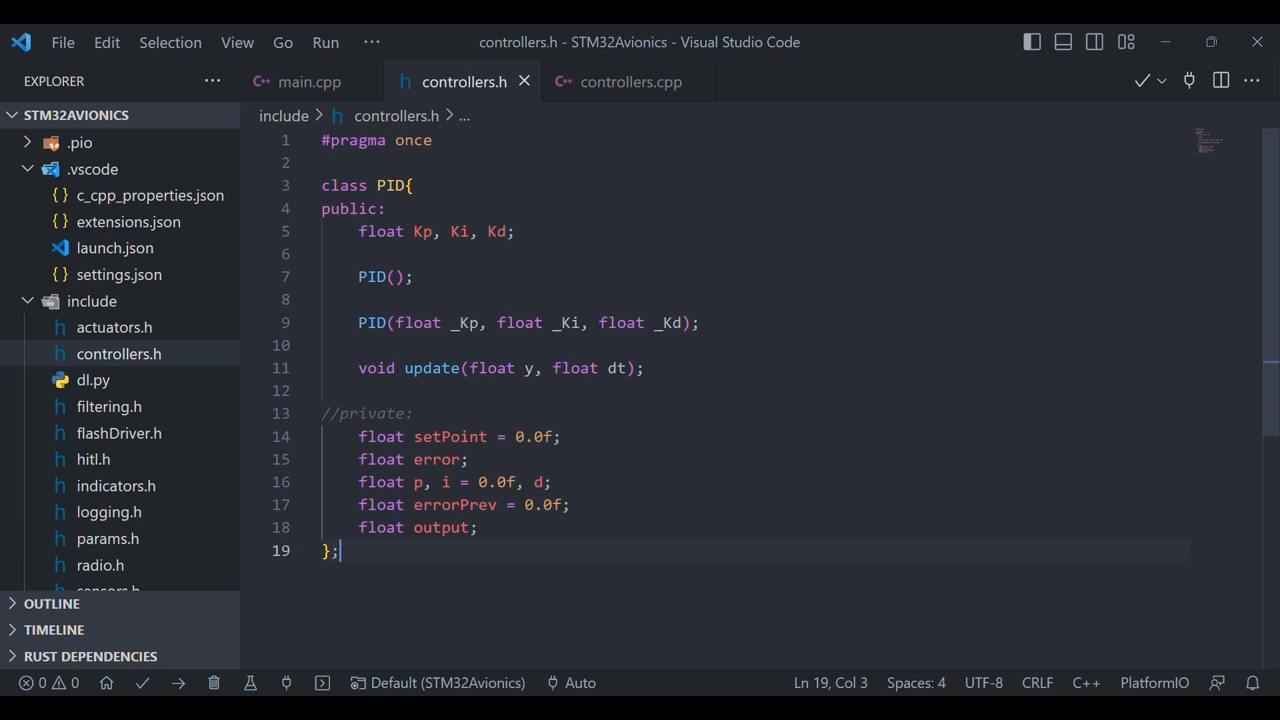 File Edit Selection View Go Run ···
controllers.h - STM32Avionics - Visual Studio Code
EXPLORER ···
main.cpp
controllers.h
controllers.cpp
STM32AVIONICS
.pio
.vscode
{} c_cpp_properties.json
{} extensions.json
launch.json
{} settings.json
include
h actuators.h
h controllers.h
dl.py
h filtering.h
h flashDriver.h
h hitl.h
h indicators.h
h logging.h
h params.h
h radio.h
h sensors.h
OUTLINE
TIMELINE
RUST DEPENDENCIES
include > h controllers.h > ...
1 #pragma once
2
3 class PID{
4 public:
5 float Kp, Ki, Kd;
6
7 PID();
8
9 PID(float _Kp, float _Ki, float _Kd);
10
11 void update(float y, float dt);
12
13 //private:
14 float setPoint = 0.0f;
15 float error;
16 float p, i = 0.0f, d;
17 float errorPrev = 0.0f;
18 float output;
19 };
0 0 Default (STM32Avionics) Auto Ln 19, Col 3 Spaces: 4 UTF-8 CRLF C++ PlatformIO